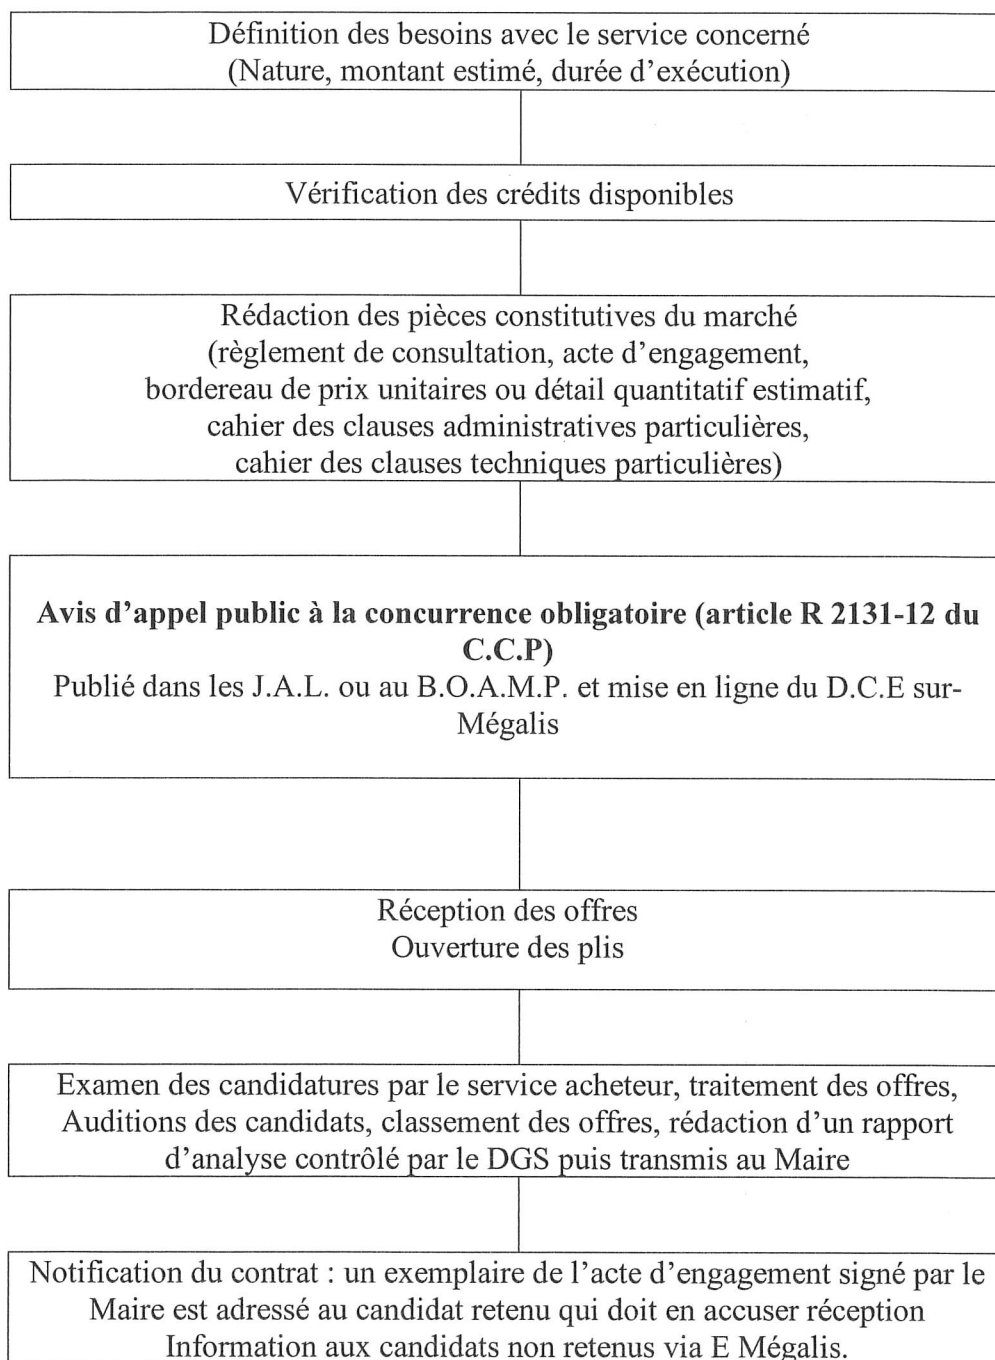 Définition des besoins avec le service concerné
(Nature, montant estimé, durée d'exécution)
Vérification des crédits disponibles
Rédaction des pièces constitutives du marché
(règlement de consultation, acte d'engagement,
bordereau de prix unitaires ou détail quantitatif estimatif,
cahier des clauses administratives particulières,
cahier des clauses techniques particulières)
Avis d'appel public à la concurrence obligatoire (article R 2131-12 du
C.C.P)
Publié dans les J.A.L. ou au B.O.A.M.P. et mise en ligne du D.C.E sur-
Mégalis
Réception des offres
Ouverture des plis
Examen des candidatures par le service acheteur, traitement des offres,
Auditions des candidats, classement des offres, rédaction d'un rapport
d'analyse contrôlé par le DGS puis transmis au Maire
Notification du contrat : un exemplaire de l'acte d'engagement signé par le
Maire est adressé au candidat retenu qui doit en accuser réception
Information aux candidats non retenus via E Mégalis.